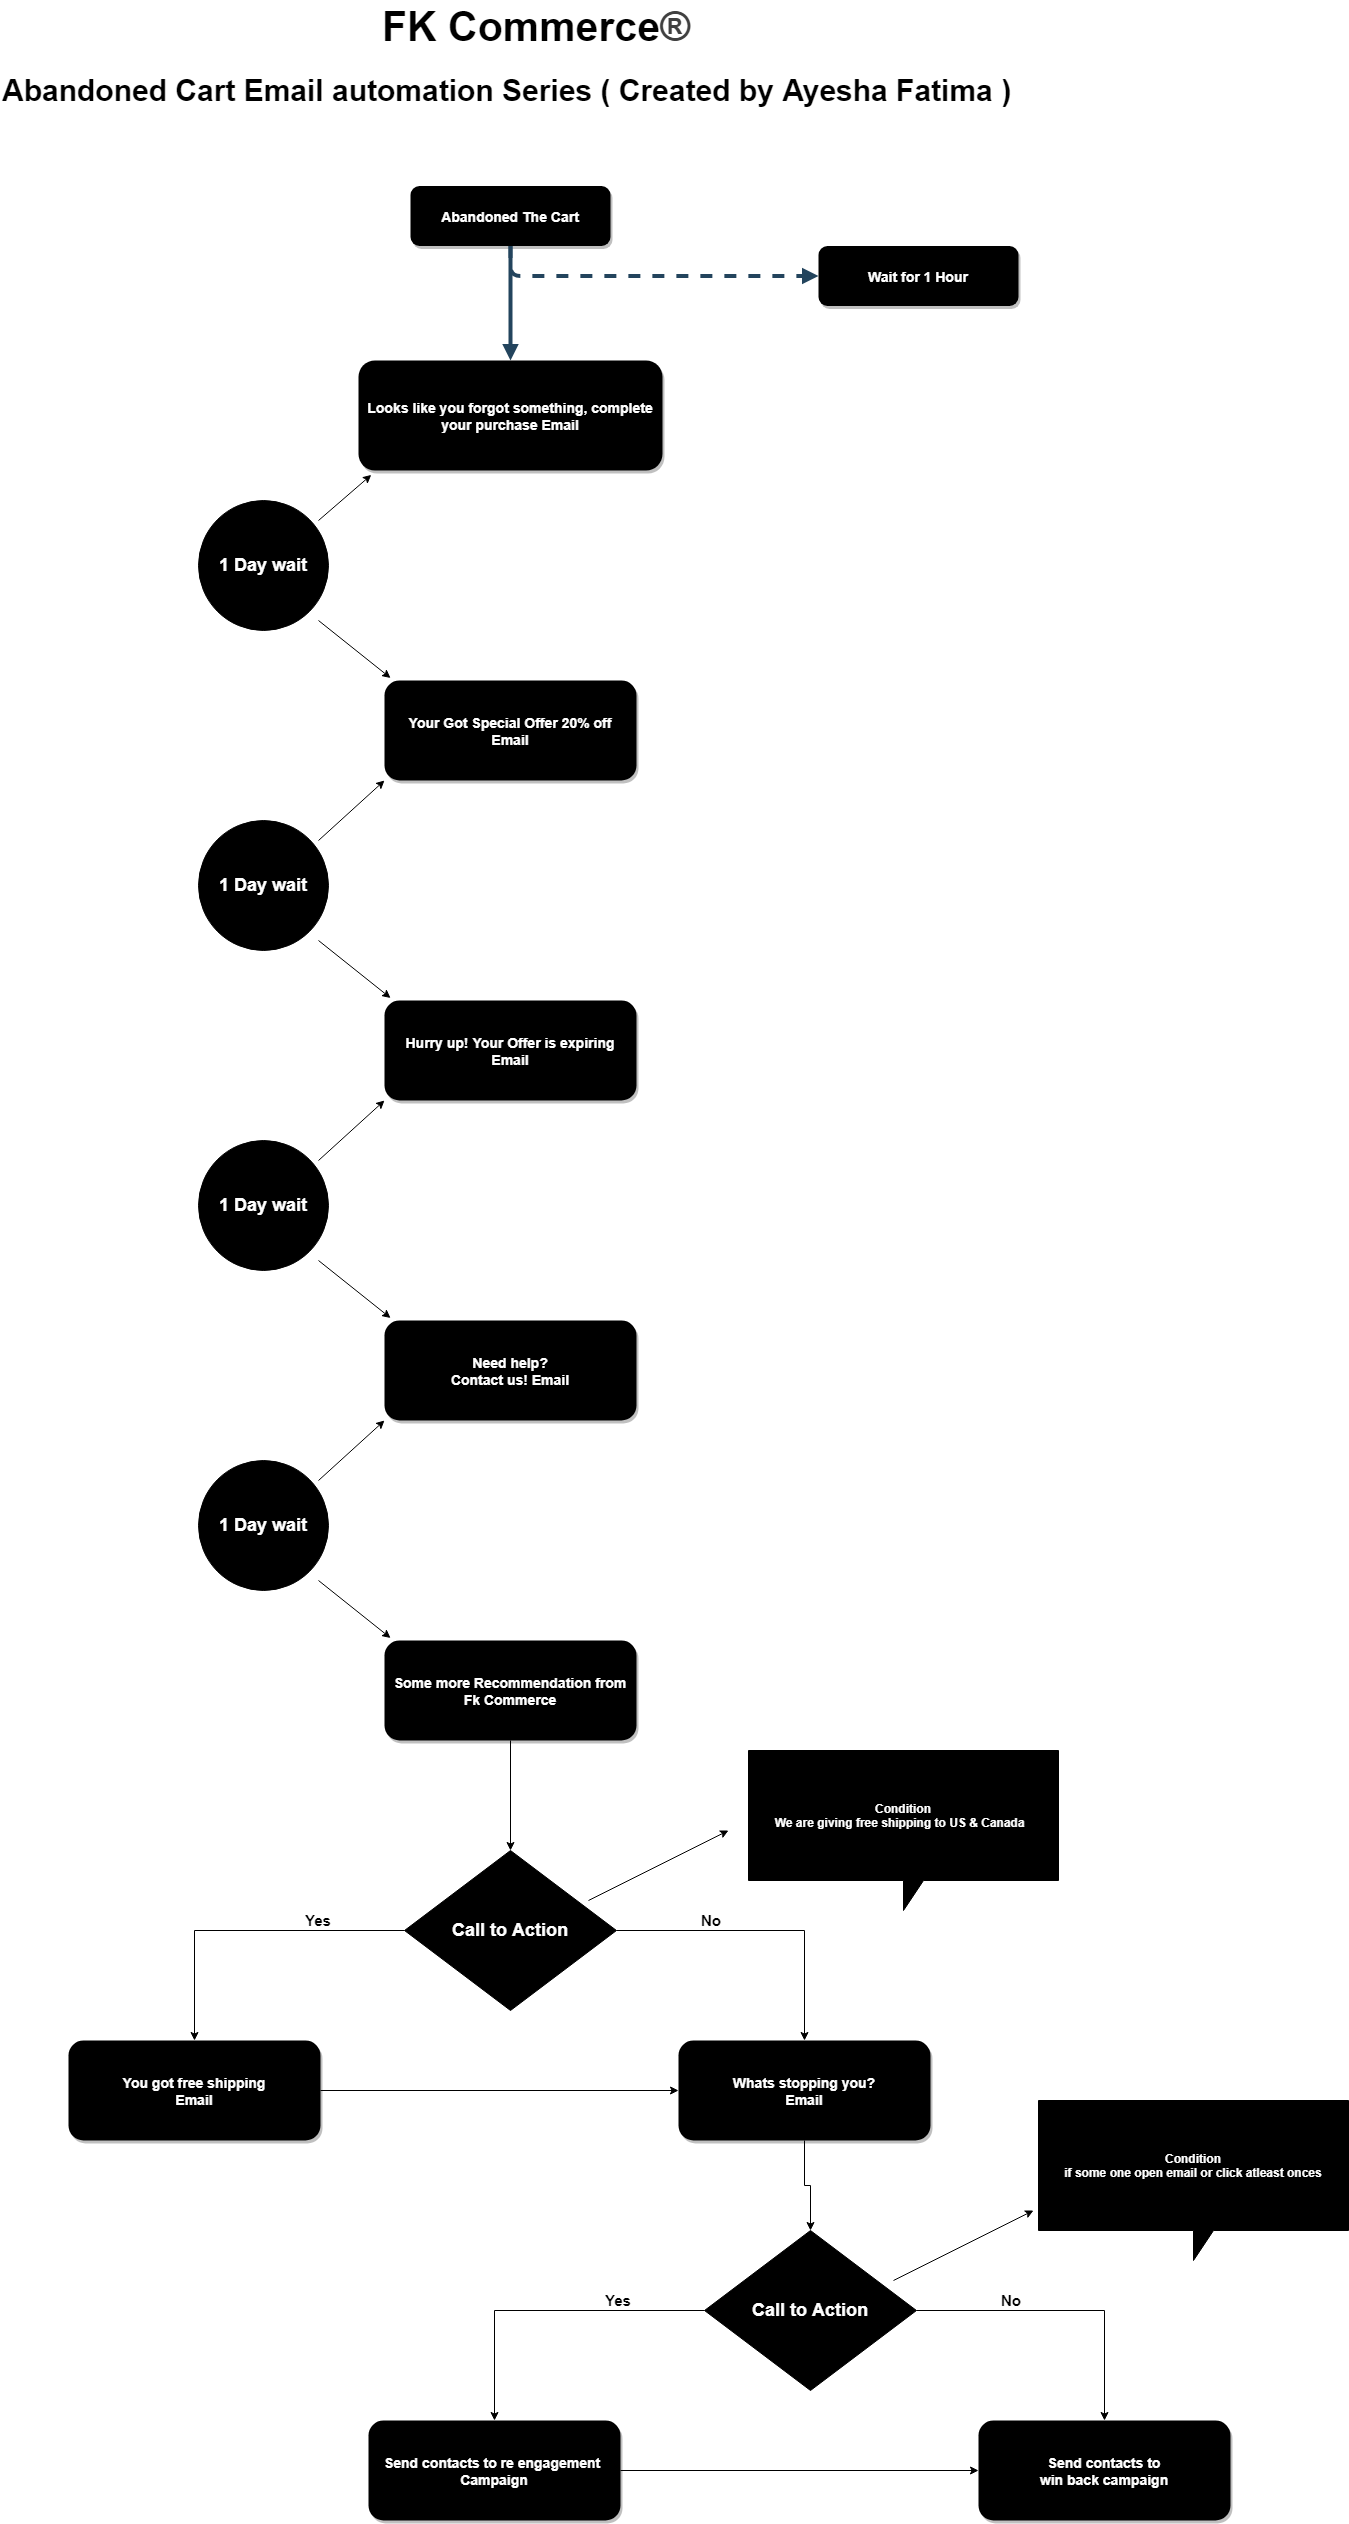 FK Commerce®
Abandoned Cart Email automation Series ( Created by Ayesha Fatima )
Abandoned The Cart
Wait for 1 Hour
Looks like you forgot something, complete
your purchase Email
1 Day wait
Your Got Special Offer 20% off
Email
1 Day wait
Hurry up! Your Offer is expiring
Email
1 Day wait
Need help?
Contact us! Email
1 Day wait
Some more Recommendation from
Fk Commerce
Condition
We are giving free shipping to US & Canada
Yes
Call to Action
No
You got free shipping
Email
Whats stopping you?
Email
Condition
if some one open email or click atleast onces
Yes
Call to Action
No
Send contacts to re engagement
Campaign
Send contacts to
win back campaign